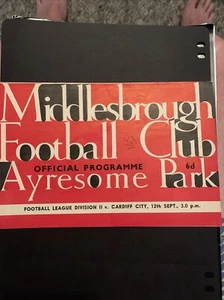 Middlesbrough
Football Club
OFFICIAL PROGRAMME 6d
Ayresome Park
FOOTBALL LEAGUE DIVISION II v. CARDIFF CITY, 12th SEPT., 3.0 p.m.